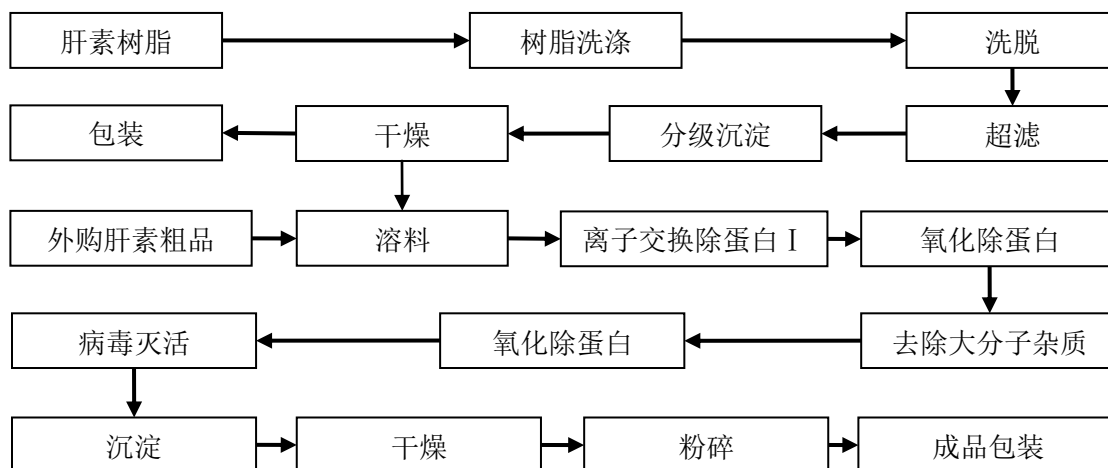 肝素树脂
树脂洗涤
洗脱
包装
干燥
分级沉淀
超滤
外购肝素粗品
溶料
离子交换除蛋白Ⅰ
氧化除蛋白
病毒灭活
氧化除蛋白
去除大分子杂质
沉淀
干燥
粉碎
成品包装